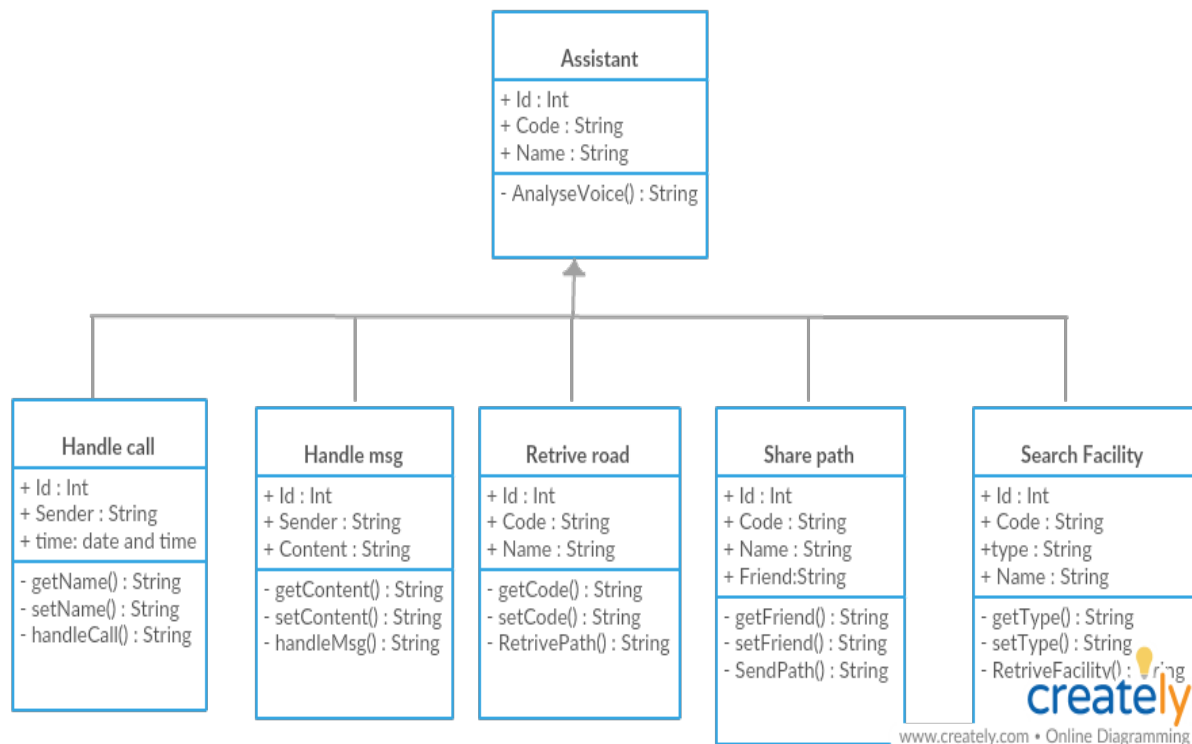 Assistant
+ Id : Int
+ Code : String
+ Name : String
- AnalyseVoice() : String
Handle call
+ Id : Int
+ Sender : String
+ time: date and time
- getName() : String
- setName() : String
- handleCall() : String
Handle msg
+ Id : Int
+ Sender : String
+ Content : String
- getContent() : String
- setContent() : String
- handleMsg() : String
Retrive road
+ Id : Int
+ Code : String
+ Name : String
- getCode() : String
- setCode() : String
- RetrivePath() : String
Share path
+ Id : Int
+ Code : String
+ Name : String
+ Friend:String
- getFriend() : String
- setFriend() : String
- SendPath() : String
Search Facility
+ Id : Int
+ Code : String
+type : String
+ Name : String
- getType() : String
- setType() : String
- RetriveFacility() :
creately
www.creately.com • Online Diagramming